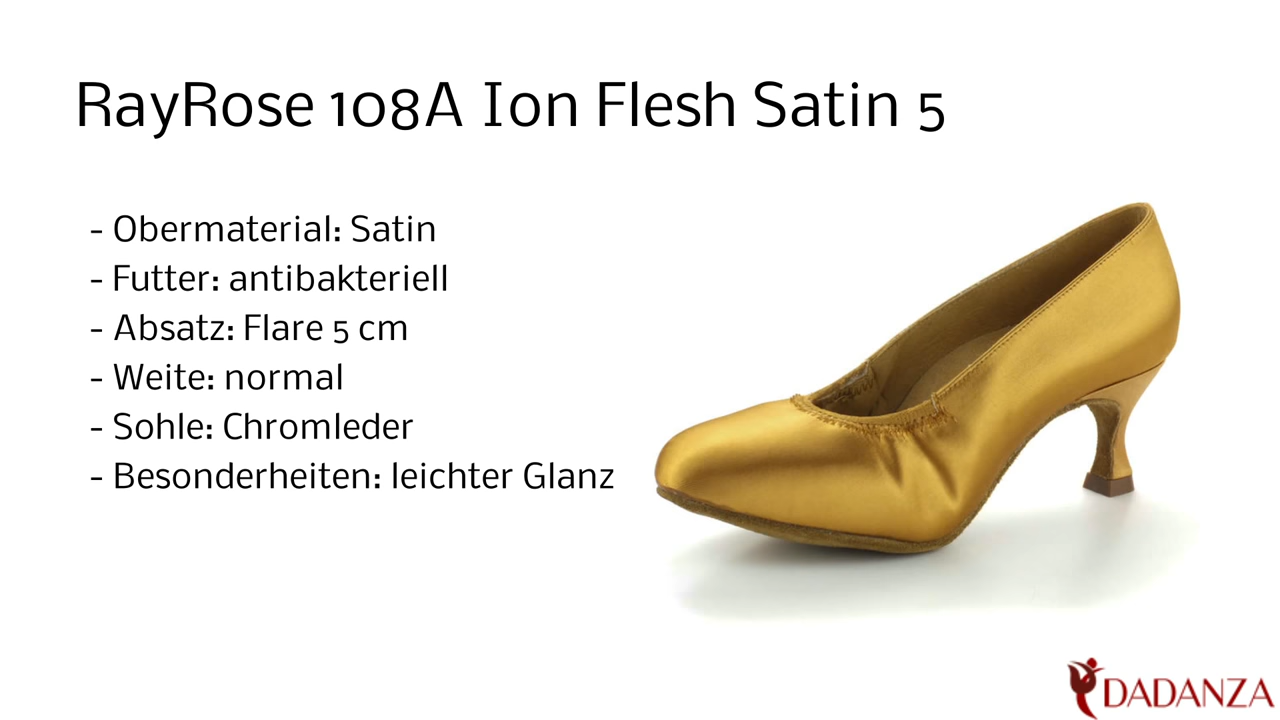 RayRose 108A Ion Flesh Satin 5
- Obermaterial: Satin
- Futter: antibakteriell
- Absatz: Flare 5 cm
- Weite: normal
- Sohle: Chromleder
- Besonderheiten: leichter Glanz
DADANZA